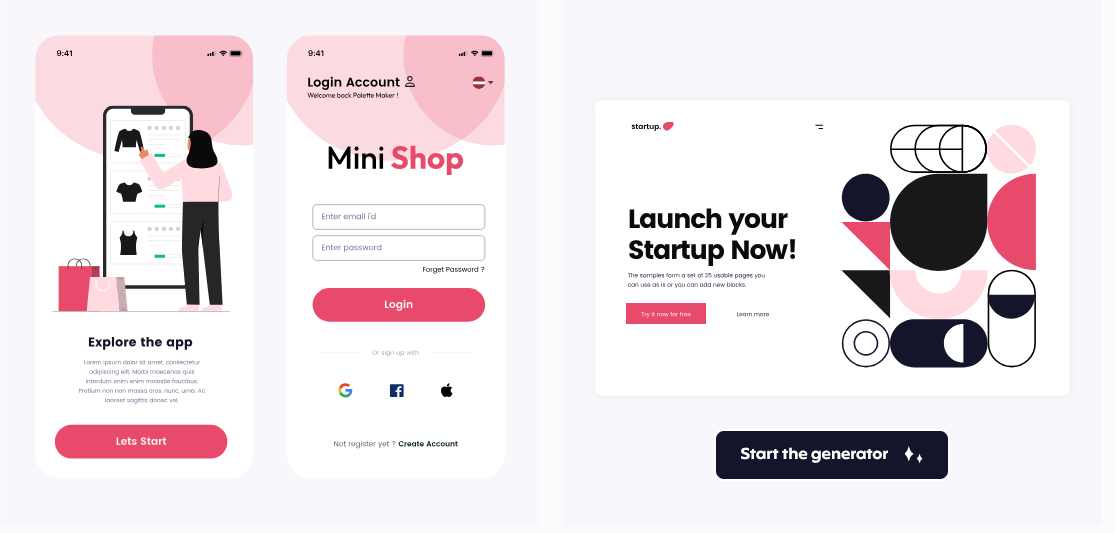 9:41
Explore the app
Lorem ipsum dolor sit amet, consectetur
adipiscing elit. Morbi maecenas quis
interdum enim enim molestie faucibus.
Pretium non non massa eros, nunc, urna. Ac
laoreet sagittis donec vel.
Lets Start
9:41
Login Account
Welcome back Palette Maker !
Mini Shop
Enter email i'd
Enter password
Forget Password ?
Login
Or sign up with
Not register yet ? Create Account
startup.
Launch your
Startup Now!
The samples form a set of 25 usable pages you
can use as is or you can add new blocks.
Try it now for free
Learn more
Start the generator